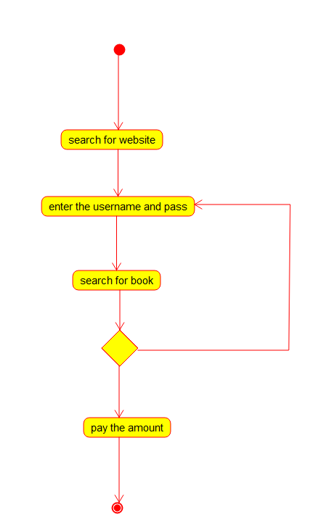 search for website
enter the username and pass
search for book
pay the amount